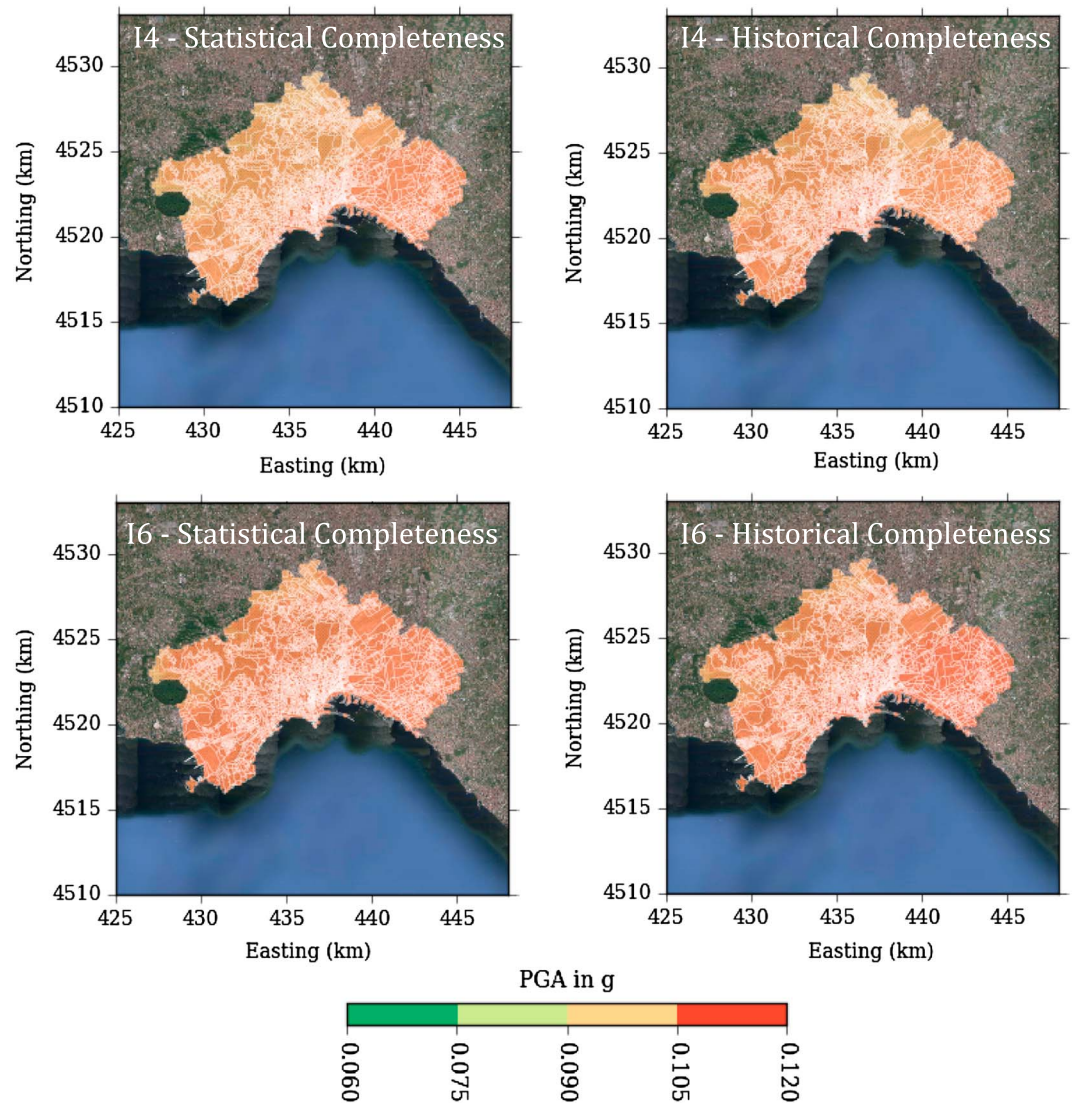 I4 - Statistical Completeness
4530
4525
4520
4515
4510
Northing (km)
425 430 435 440 445
Easting (km)
I4 - Historical Completeness
4530
4525
4520
4515
4510
Northing (km)
425 430 435 440 445
Easting (km)
I6 - Statistical Completeness
4530
4525
4520
4515
4510
Northing (km)
425 430 435 440 445
Easting (km)
I6 - Historical Completeness
4530
4525
4520
4515
4510
Northing (km)
425 430 435 440 445
Easting (km)
PGA in g
0.060 0.075 0.090 0.105 0.120